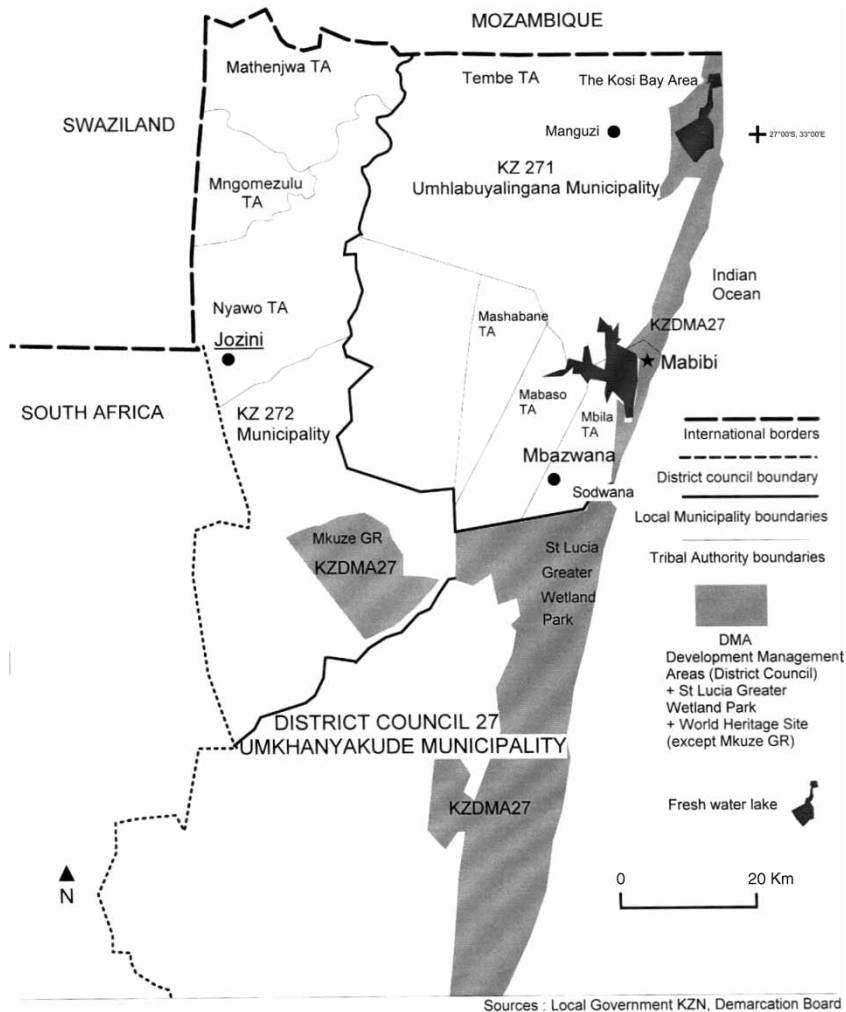 MOZAMBIQUE
Mathenjwa TA
Tembe TA
The Kosi Bay Area
SWAZILAND
Manguzi
27°00'S, 33°00'E
KZ 271
Umhlabuyalingana Municipality
Mngomezulu
TA
Indian
Ocean
Nyawo TA
Mashabane
TA
KZDMA27
Jozini
Mabibi
SOUTH AFRICA
KZ 272
Municipality
Mabaso
TA
Mbila
TA
Mbazwana
Sodwana
International borders
District council boundary
Local Municipality boundaries
Tribal Authority boundaries
Mkuze GR
KZDMA27
St Lucia
Greater
Wetland
Park
DMA
Development Management
Areas (District Council)
+ St Lucia Greater
Wetland Park
+ World Heritage Site
(except Mkuze GR)
DISTRICT COUNCIL 27
UMKHANYAKUDE MUNICIPALITY
KZDMA27
Fresh water lake
N
0 20 Km
Sources : Local Government KZN, Demarcation Board